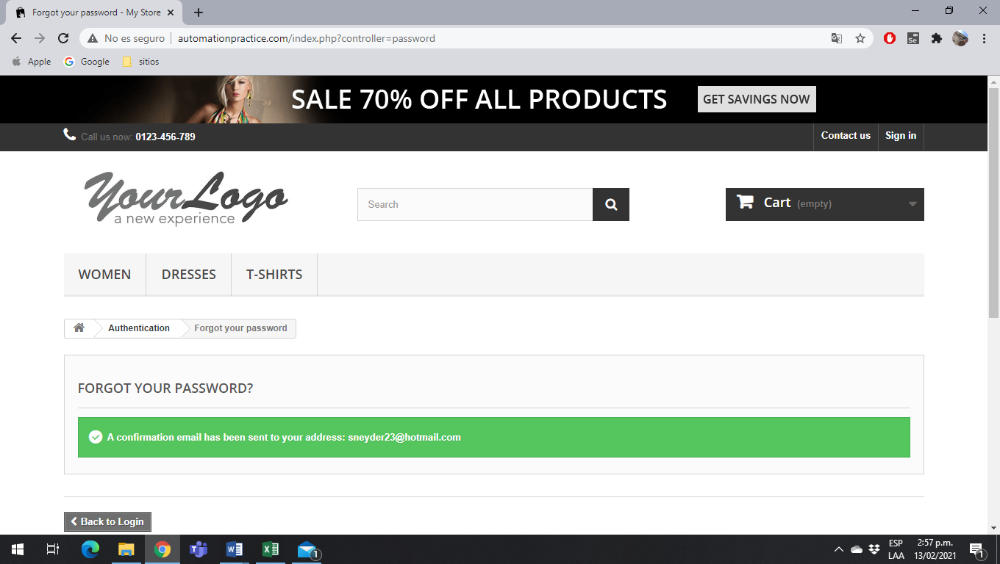 Forgot your password - My Store
No es seguro automationpractice.com/index.php?controller=password
Se
Apple Google sitios
SALE 70% OFF ALL PRODUCTS GET SAVINGS NOW
Call us now: 0123-456-789 Contact us Sign in
YourLogo
a new experience
Search
Cart (empty)
WOMEN DRESSES T-SHIRTS
Authentication Forgot your password
FORGOT YOUR PASSWORD?
A confirmation email has been sent to your address: sneyder23@hotmail.com
Back to Login
1
ESP
LAA
2:57 p.m.
13/02/2021
1